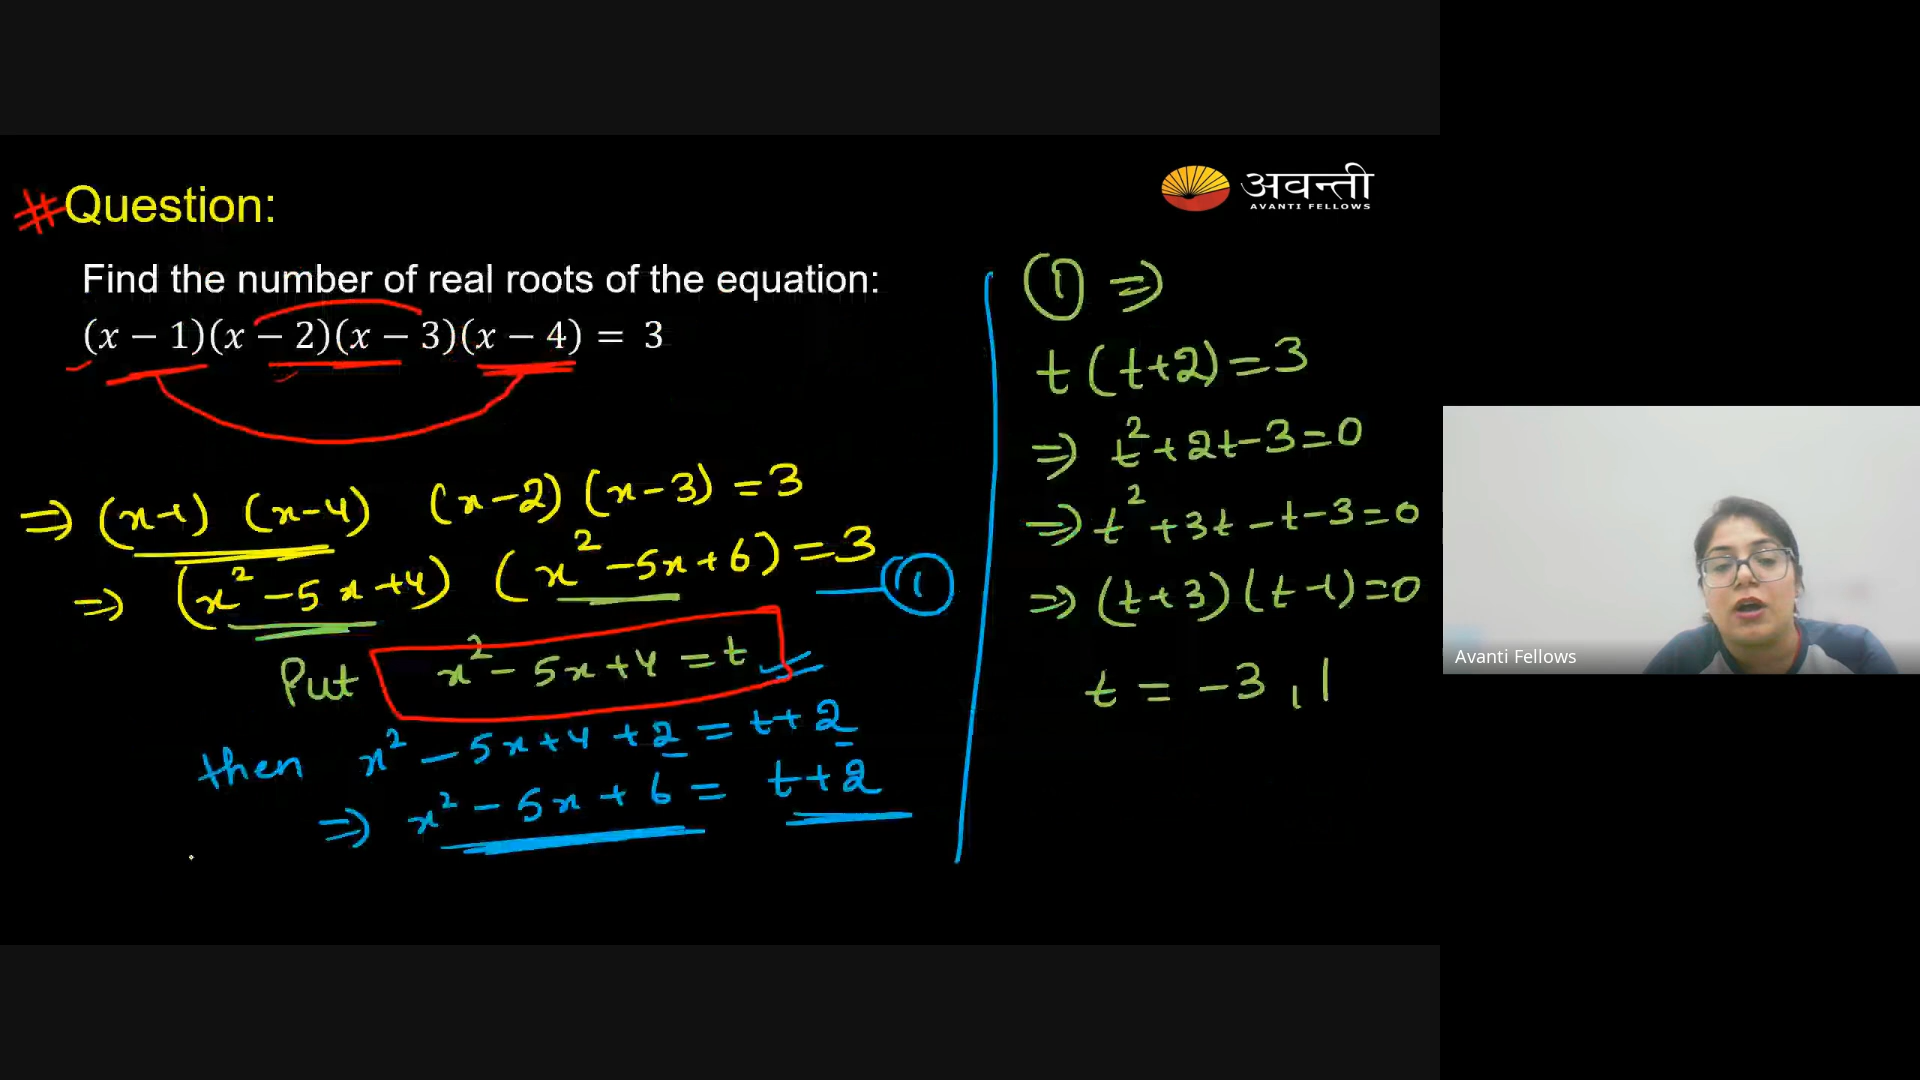 # Question:
अवन्ती
AVANTI FELLOWS
Find the number of real roots of the equation:
(x − 1)(x − 2)(x − 3)(x − 4) = 3
⇒ (x-1) (x-4) (x-2) (x-3) = 3
⇒ (x²-5x+4) (x²-5x+6) = 3 — ①
Put x²-5x+4 = t
then x²-5x+4+2 = t+2
⇒ x²-5x+6 = t+2
① ⇒
t(t+2)=3
⇒ t²+2t-3=0
⇒ t²+3t-t-3=0
⇒ (t+3)(t-1)=0
t = -3, 1
Avanti Fellows